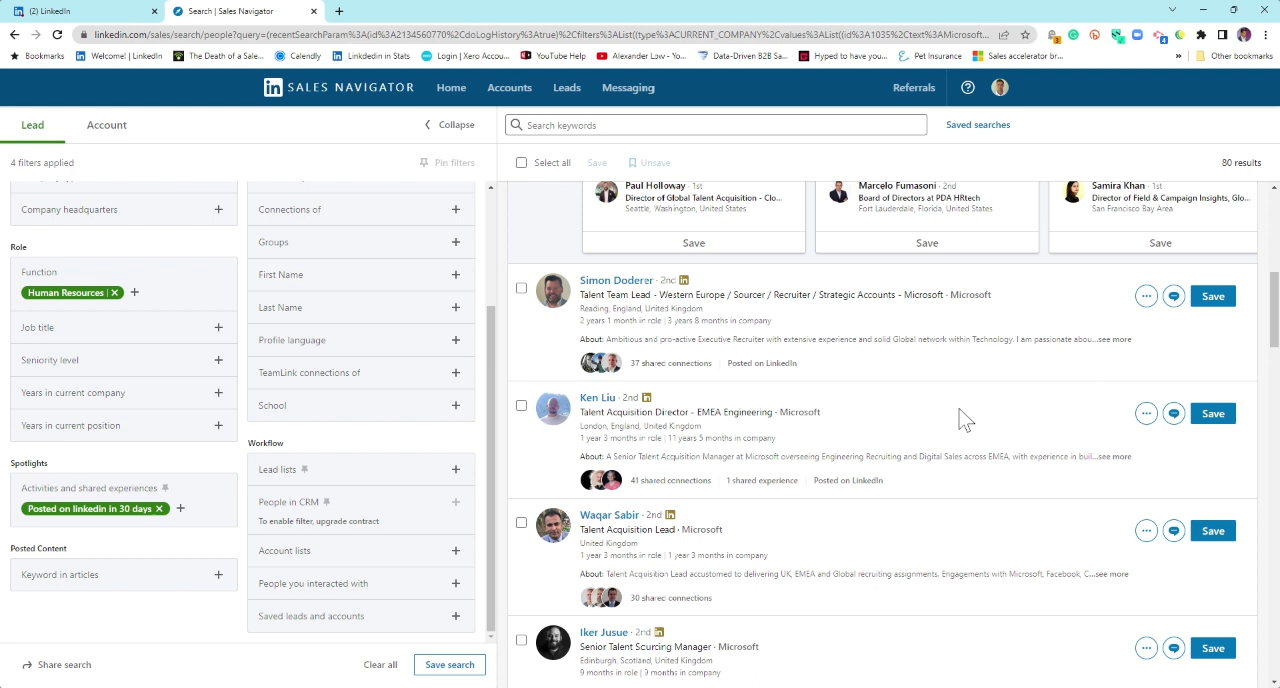 (2) LinkedIn
Search | Sales Navigator
linkedin.com/sales/search/people?query=(recentSearchParam%3A(id%3A2134560770%2CdoLogHistory%3Atrue)%2Cfilters%3AList((type%3ACURRENT_COMPANY%2Cvalues%3AList((id%3A1035%2Ctext%3AMicrosoft...
Bookmarks
Welcome! | LinkedIn
The Death of a Sale...
Calendly
Linkdedin in Stats
Login | Xero Accou...
YouTube Help
Alexander Low - Yo...
Data-Driven B2B Sa...
Hyped to have you...
Pet Insurance
Sales accelerator br...
»
Other bookmarks
in SALES NAVIGATOR
Home
Accounts
Leads
Messaging
Referrals
Lead
Account
Collapse
Search keywords
Saved searches
4 filters applied
Pin filters
Select all
Save
Unsave
80 results
Company headquarters +
Role
Function
Human Resources | X +
Job title +
Seniority level +
Years in current company +
Years in current position +
Spotlights
Activities and shared experiences
Posted on linkedin in 30 days X +
Posted Content
Keyword in articles +
Connections of +
Groups +
First Name +
Last Name +
Profile language +
TeamLink connections of +
School +
Workflow
Lead lists +
People in CRM +
To enable filter, upgrade contract
Account lists +
People you interacted with +
Saved leads and accounts +
Share search
Clear all
Save search
Paul Holloway · 1st
Director of Global Talent Acquisition - Clo...
Seattle, Washington, United States
Save
Marcelo Fumasoni · 2nd
Board of Directors at PDA HRtech
Fort Lauderdale, Florida, United States
Save
Samira Khan · 1st
Director of Field & Campaign Insights, Glo...
San Francisco Bay Area
Save
Simon Doderer · 2nd in
Talent Team Lead - Western Europe / Sourcer / Recruiter / Strategic Accounts - Microsoft · Microsoft
Reading, England, United Kingdom
2 years 1 month in role | 3 years 8 months in company
About: Ambitious and pro-active Executive Recruiter with extensive experience and solid Global network within Technology. I am passionate abou...see more
37 shared connections
Posted on LinkedIn
Save
Ken Liu · 2nd in
Talent Acquisition Director - EMEA Engineering · Microsoft
London, England, United Kingdom
1 year 3 months in role | 11 years 5 months in company
About: A Senior Talent Acquisition Manager at Microsoft overseeing Engineering Recruiting and Digital Sales across EMEA, with experience in buil...see more
41 shared connections
1 shared experience
Posted on LinkedIn
Save
Waqar Sabir · 2nd in
Talent Acquisition Lead · Microsoft
United Kingdom
1 year 3 months in role | 1 year 3 months in company
About: Talent Acquisition Lead accustomed to delivering UK, EMEA and Global recruiting assignments. Engagements with Microsoft, Facebook, C...see more
30 shared connections
Save
Iker Jusue · 2nd in
Senior Talent Scurcing Manager · Microsoft
Edinburgh, Scotland, United Kingdom
9 months in role | 9 months in company
Save